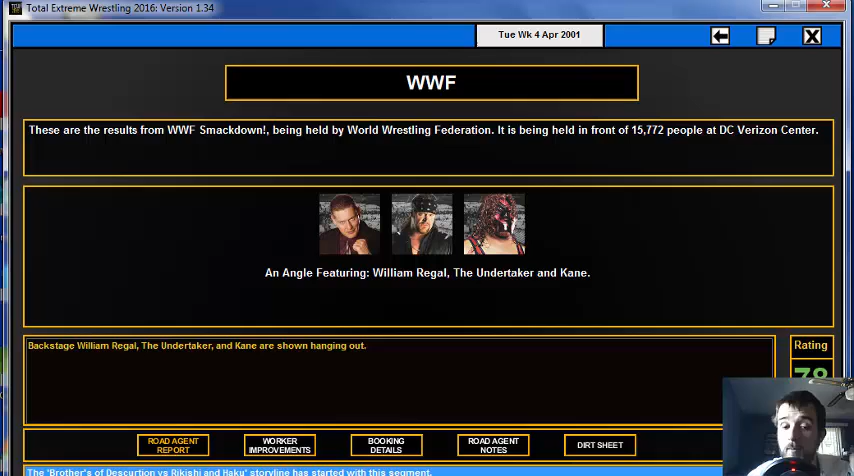 Total Extreme Wrestling 2016: Version 1.34
Tue Wk 4 Apr 2001
WWF
These are the results from WWF Smackdown!, being held by World Wrestling Federation. It is being held in front of 15,772 people at DC Verizon Center.
An Angle Featuring: William Regal, The Undertaker and Kane.
Backstage William Regal, The Undertaker, and Kane are shown hanging out.
Rating
78
ROAD AGENT REPORT
WORKER IMPROVEMENTS
BOOKING DETAILS
ROAD AGENT NOTES
DIRT SHEET
The 'Brother's of Descurtion vs Rikishi and Haku' storyline has started with this segment.